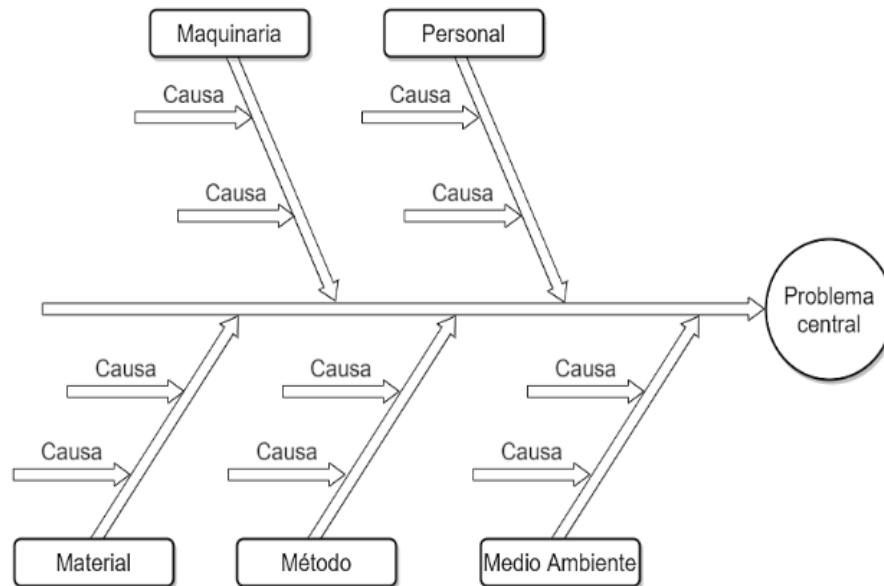 Maquinaria
Personal
Causa
Causa
Causa
Causa
Problema
central
Causa
Causa
Causa
Causa
Causa
Causa
Material
Método
Medio Ambiente